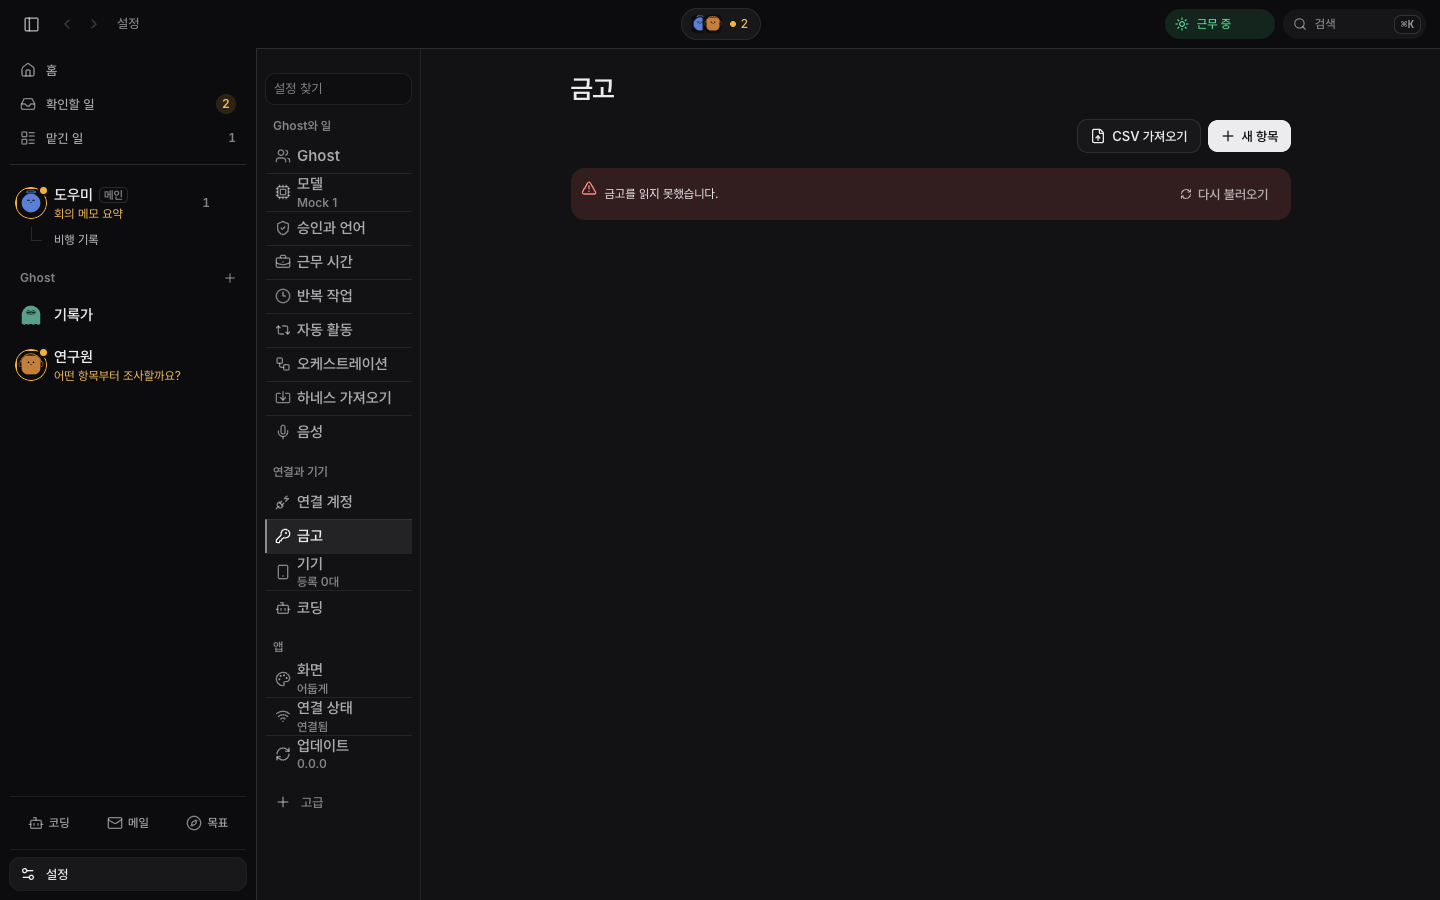 설정
2
근무 중
검색
⌘K
홈
확인할 일
2
맡긴 일
1
도우미
메인
회의 메모 요약
1
비행 기록
Ghost
기록가
연구원
어떤 항목부터 조사할까요?
코딩
메일
목표
설정
설정 찾기
Ghost와 일
Ghost
모델
Mock 1
승인과 언어
근무 시간
반복 작업
자동 활동
오케스트레이션
하네스 가져오기
음성
연결과 기기
연결 계정
금고
기기
등록 0대
코딩
앱
화면
어둡게
연결 상태
연결됨
업데이트
0.0.0
고급
금고
CSV 가져오기
새 항목
금고를 읽지 못했습니다.
다시 불러오기